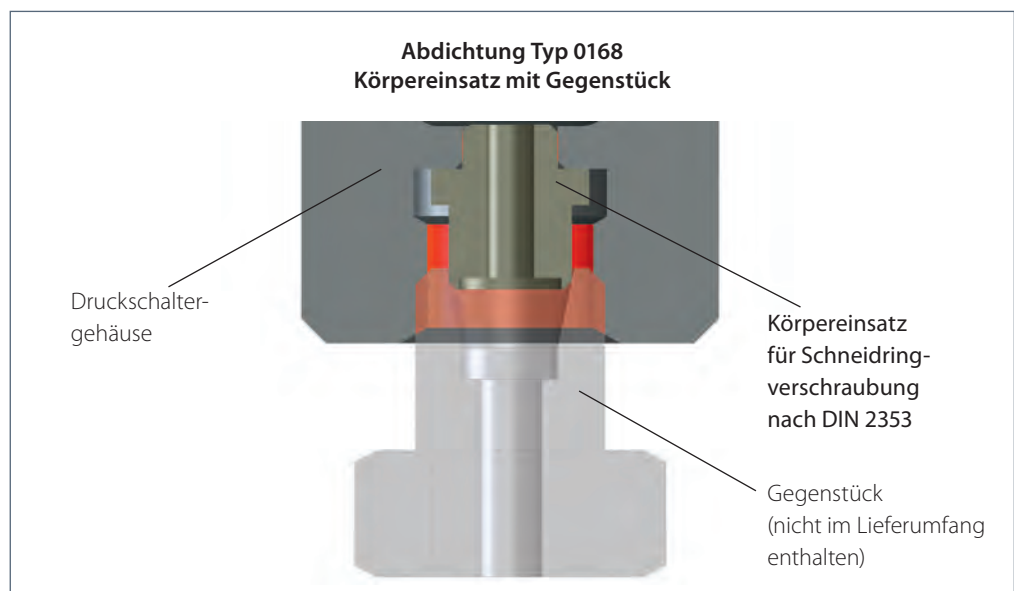 Abdichtung Typ 0168
Körpereinsatz mit Gegenstück
Druckschalter-
gehäuse
Körpereinsatz
für Schneidring-
verschraubung
nach DIN 2353
Gegenstück
(nicht im Lieferumfang
enthalten)